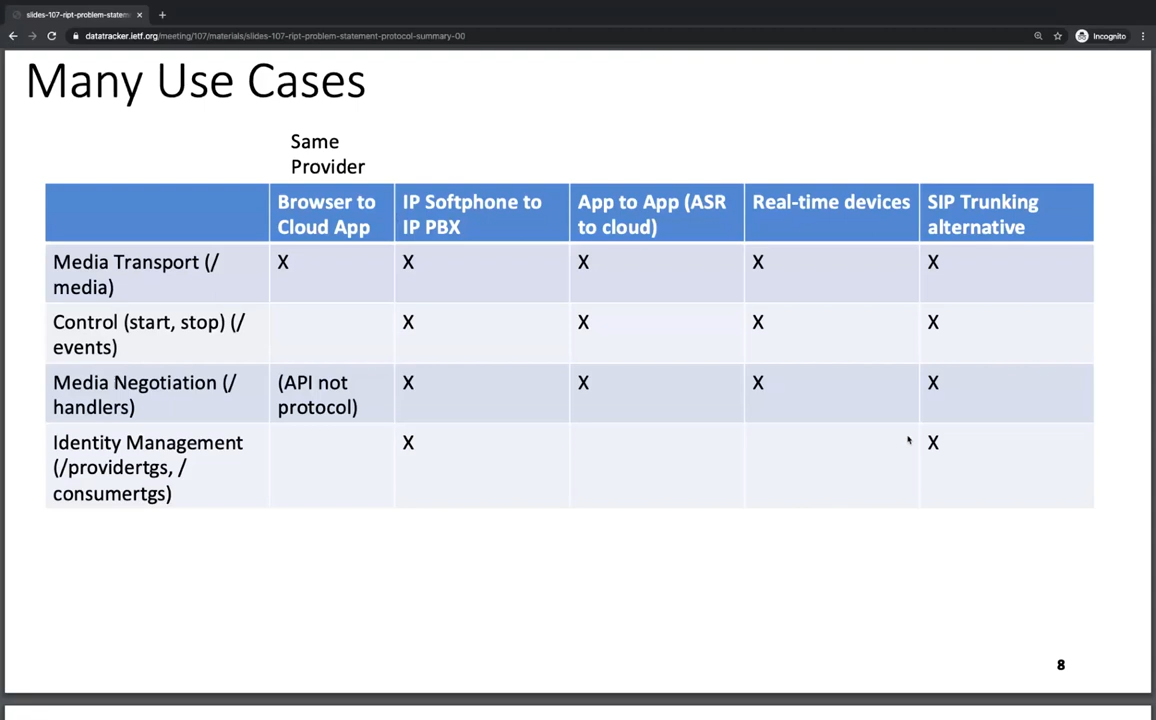 slides-107-ript-problem-statem
datatracker.ietf.org/meeting/107/materials/slides-107-ript-problem-statement-protocol-summary-00
Incognito
Many Use Cases
Same
Provider
Browser to
Cloud App
IP Softphone to
IP PBX
App to App (ASR
to cloud)
Real-time devices
SIP Trunking
alternative
Media Transport (/
media)
X
X
X
X
X
Control (start, stop) (/
events)
X
X
X
X
Media Negotiation (/
handlers)
(API not
protocol)
X
X
X
X
Identity Management
(/providertgs, /
consumertgs)
X
X
8